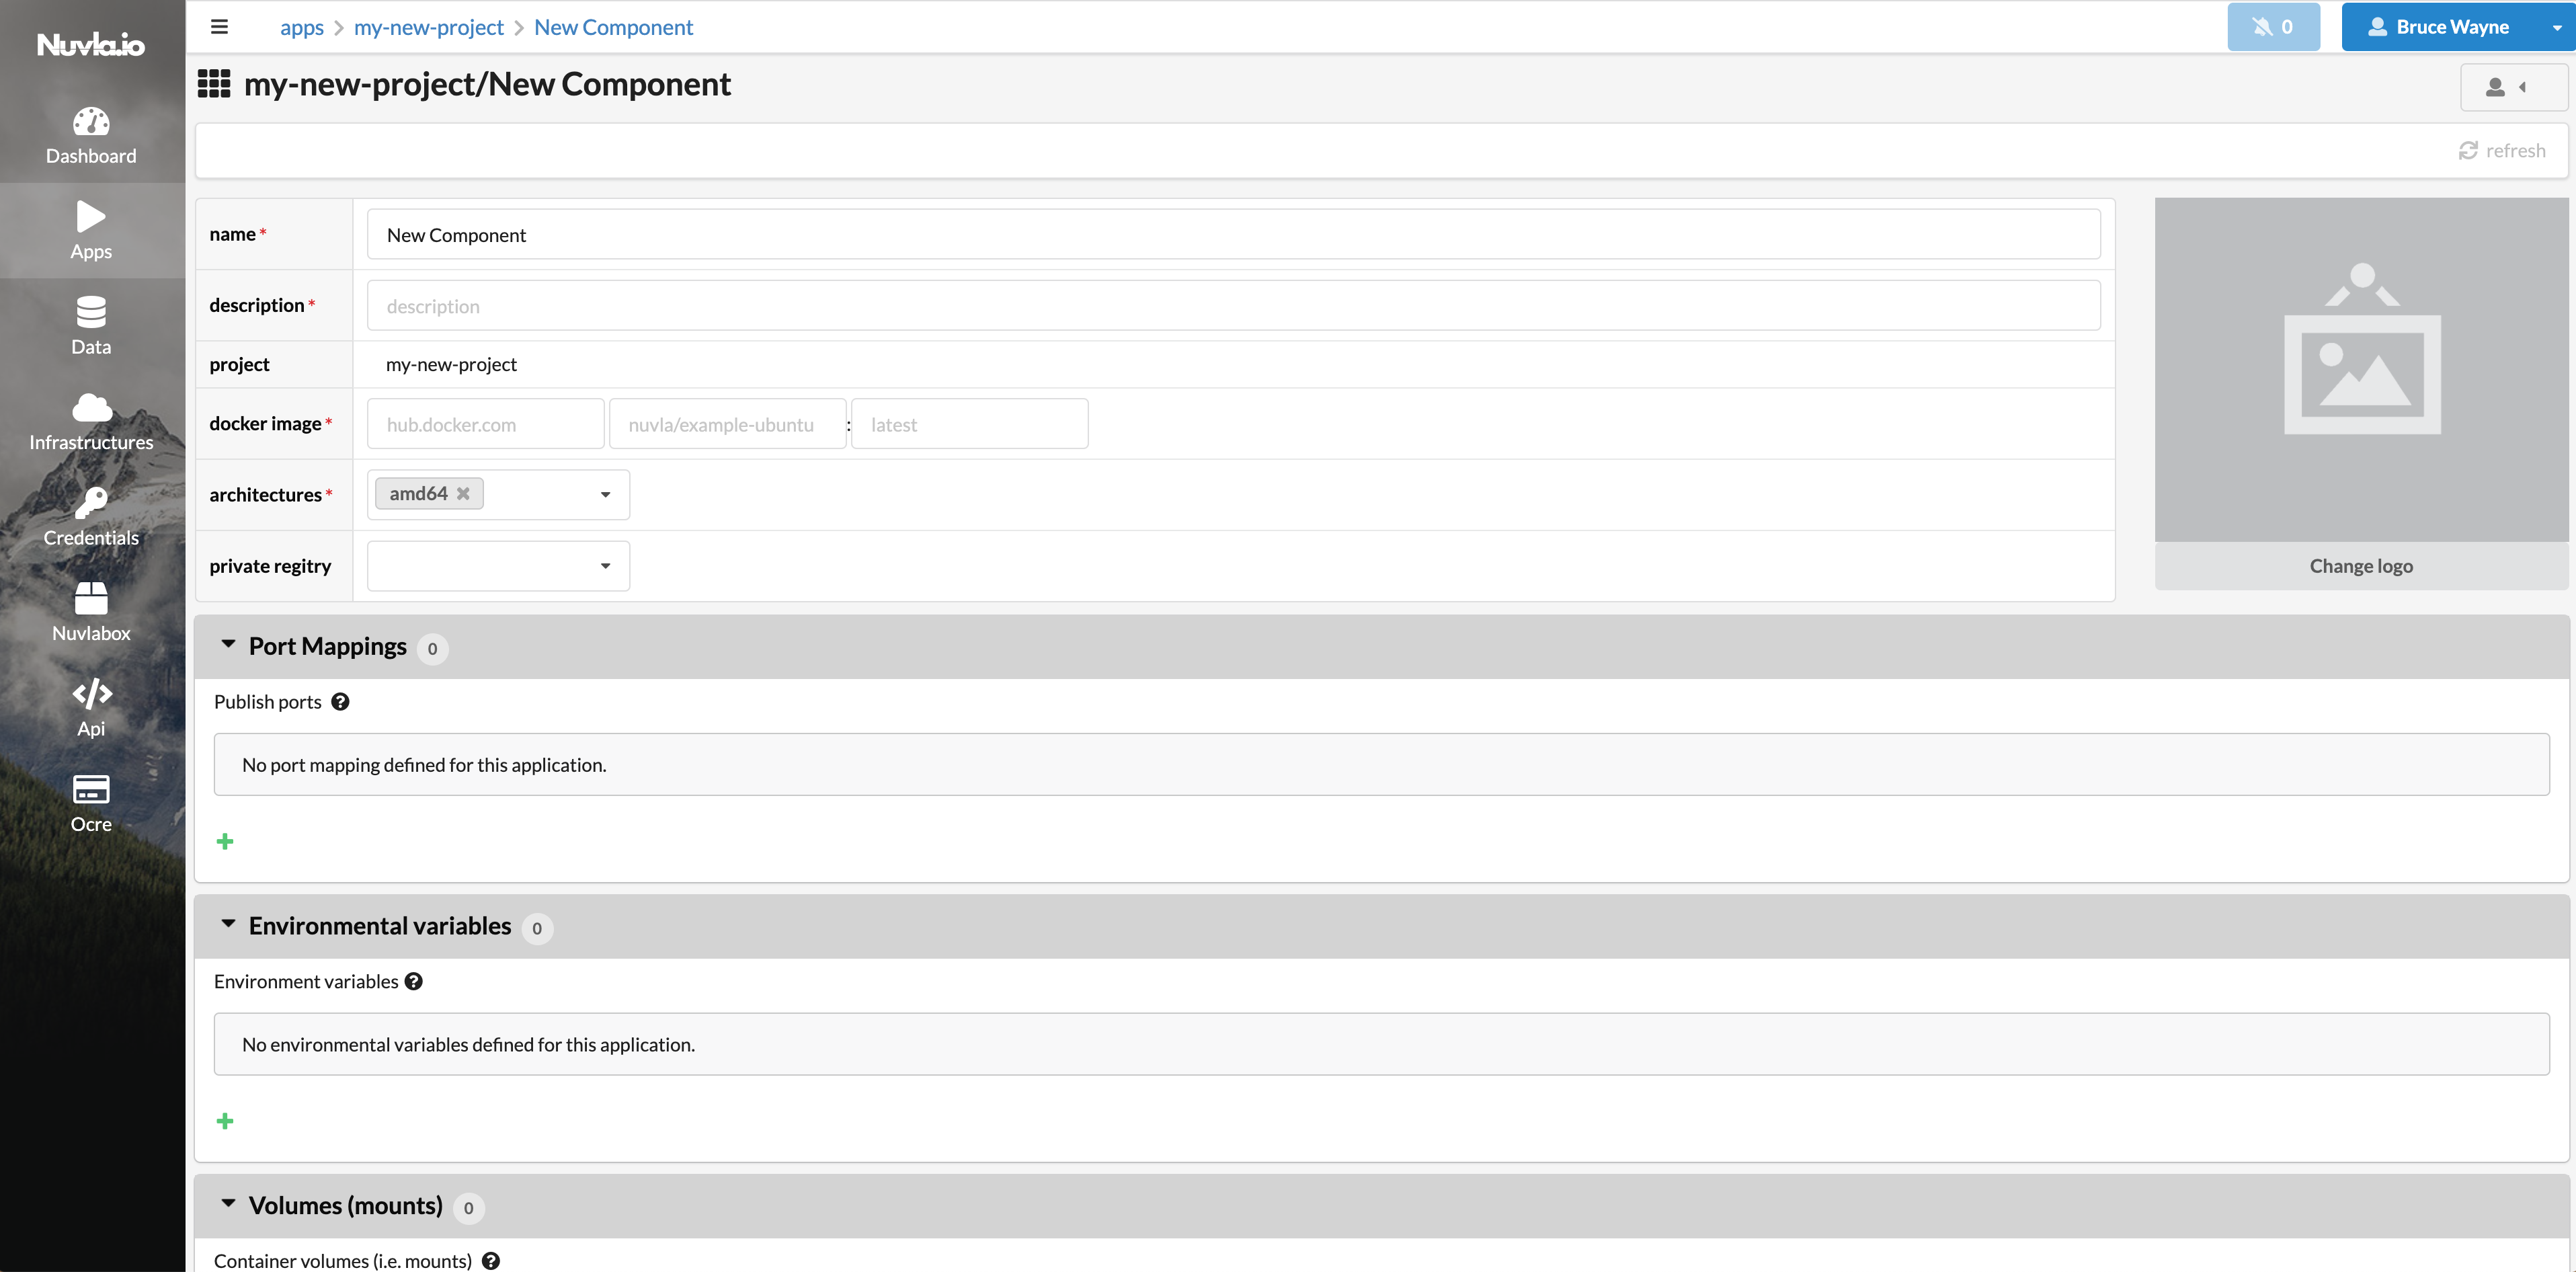 Nuvla.io
apps > my-new-project > New Component
0
Bruce Wayne
my-new-project/New Component
refresh
Dashboard
Apps
Data
Infrastructures
Credentials
Nuvlabox
Api
Ocre
name *
New Component
description *
description
project
my-new-project
docker image *
hub.docker.com
nuvla/example-ubuntu
:
latest
architectures *
amd64
private regitry
Change logo
Port Mappings 0
Publish ports
No port mapping defined for this application.
Environmental variables 0
Environment variables
No environmental variables defined for this application.
Volumes (mounts) 0
Container volumes (i.e. mounts)